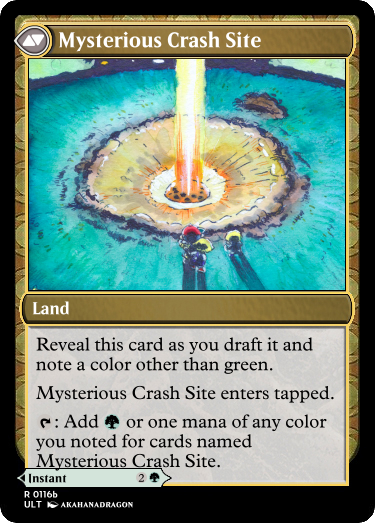 Mysterious Crash Site
Land
Reveal this card as you draft it and
note a color other than green.
Mysterious Crash Site enters tapped.
: Add or one mana of any color
you noted for cards named
Mysterious Crash Site.
Instant 2
R 0116b
ULT AKAHANADRAGON